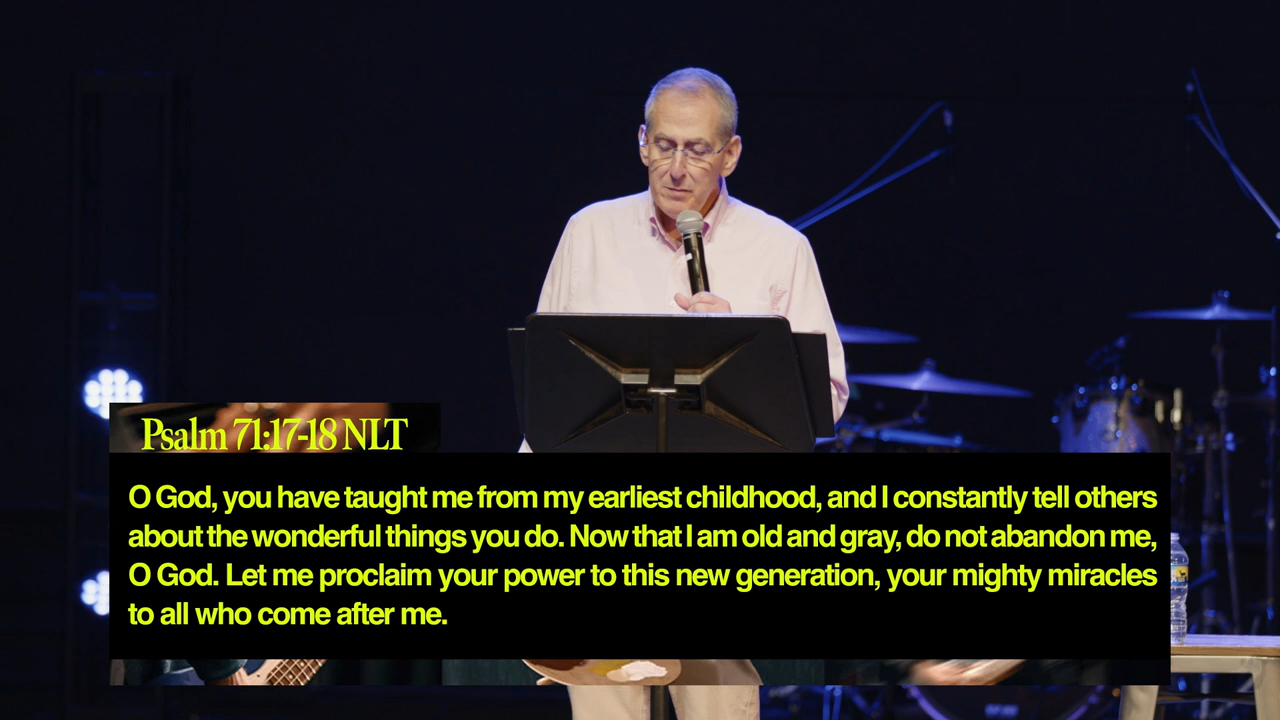 Psalm 71:17-18 NLT
O God, you have taught me from my earliest childhood, and I constantly tell others
about the wonderful things you do. Now that I am old and gray, do not abandon me,
O God. Let me proclaim your power to this new generation, your mighty miracles
to all who come after me.